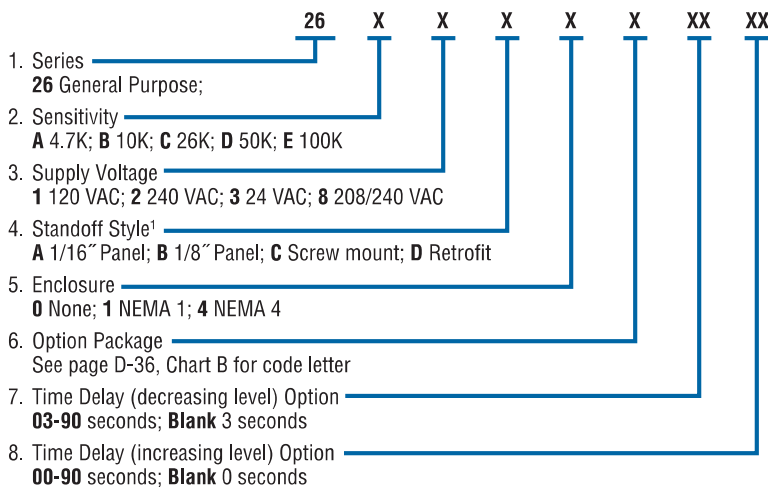 26 X X X X X XX XX
1. Series
26 General Purpose;
2. Sensitivity
A 4.7K; B 10K; C 26K; D 50K; E 100K
3. Supply Voltage
1 120 VAC; 2 240 VAC; 3 24 VAC; 8 208/240 VAC
4. Standoff Style¹
A 1/16˝ Panel; B 1/8˝ Panel; C Screw mount; D Retrofit
5. Enclosure
0 None; 1 NEMA 1; 4 NEMA 4
6. Option Package
See page D-36, Chart B for code letter
7. Time Delay (decreasing level) Option
03-90 seconds; Blank 3 seconds
8. Time Delay (increasing level) Option
00-90 seconds; Blank 0 seconds